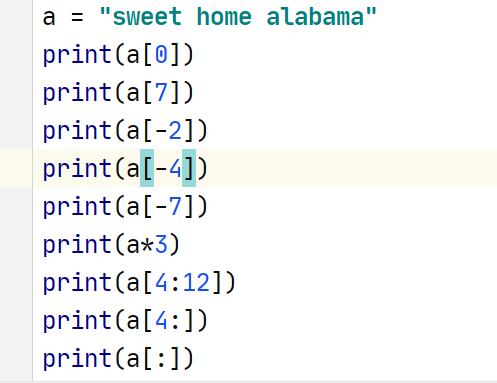 a = "sweet home alabama"
print(a[0])
print(a[7])
print(a[-2])
print(a[-4])
print(a[-7])
print(a*3)
print(a[4:12])
print(a[4:])
print(a[:])